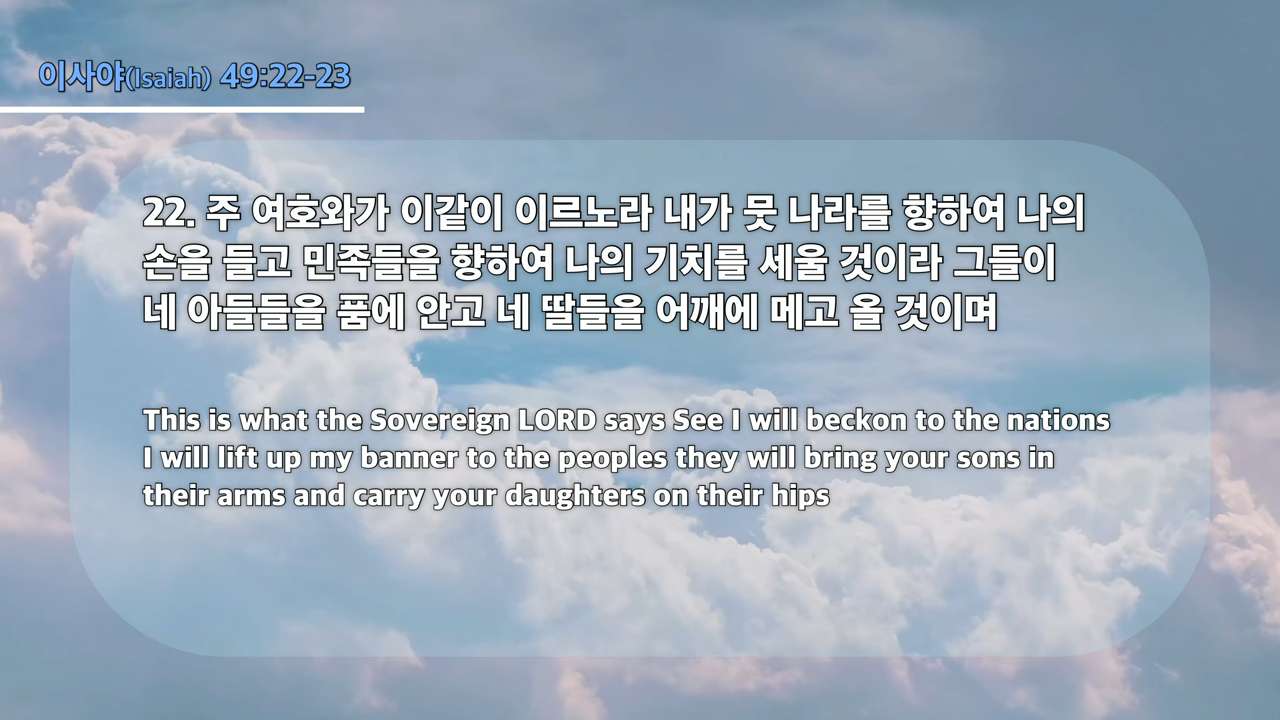 이사야(Isaiah) 49:22-23
22. 주 여호와가 이같이 이르노라 내가 뭇 나라를 향하여 나의
손을 들고 민족들을 향하여 나의 기치를 세울 것이라 그들이
네 아들들을 품에 안고 네 딸들을 어깨에 메고 올 것이며
This is what the Sovereign LORD says See I will beckon to the nations
I will lift up my banner to the peoples they will bring your sons in
their arms and carry your daughters on their hips